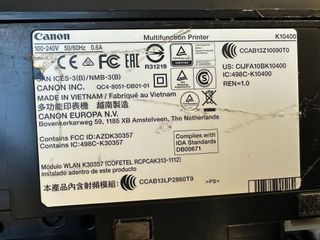 Canon Multifunction Printer K10400
100-240V 50/60Hz 0.6A
R31219
CCAB13Z10090T0
CAN ICES-3(B) / NMB-3(B)
US: CIJFA10BK10400
CANON INC. QC4-8051-DB01-01
IC: 498C-K10400
MADE IN VIETNAM / Fabriqué au Vietnam
REN=1.0
多功能印表機 越南製造
CANON EUROPA N.V.
Bovenkerkerweg 59, 1185 XB Amstelveen, The Netherlands
Contains FCC ID:AZDK30357
Contains IC:498C-K30357
Complies with
IDA Standards
DB00671
Módulo WLAN K30357 (COFETEL RCPCAK313-1112)
adentro de este producto
本產品內含射頻模組:
CCAB13LP2860T9
>PS<